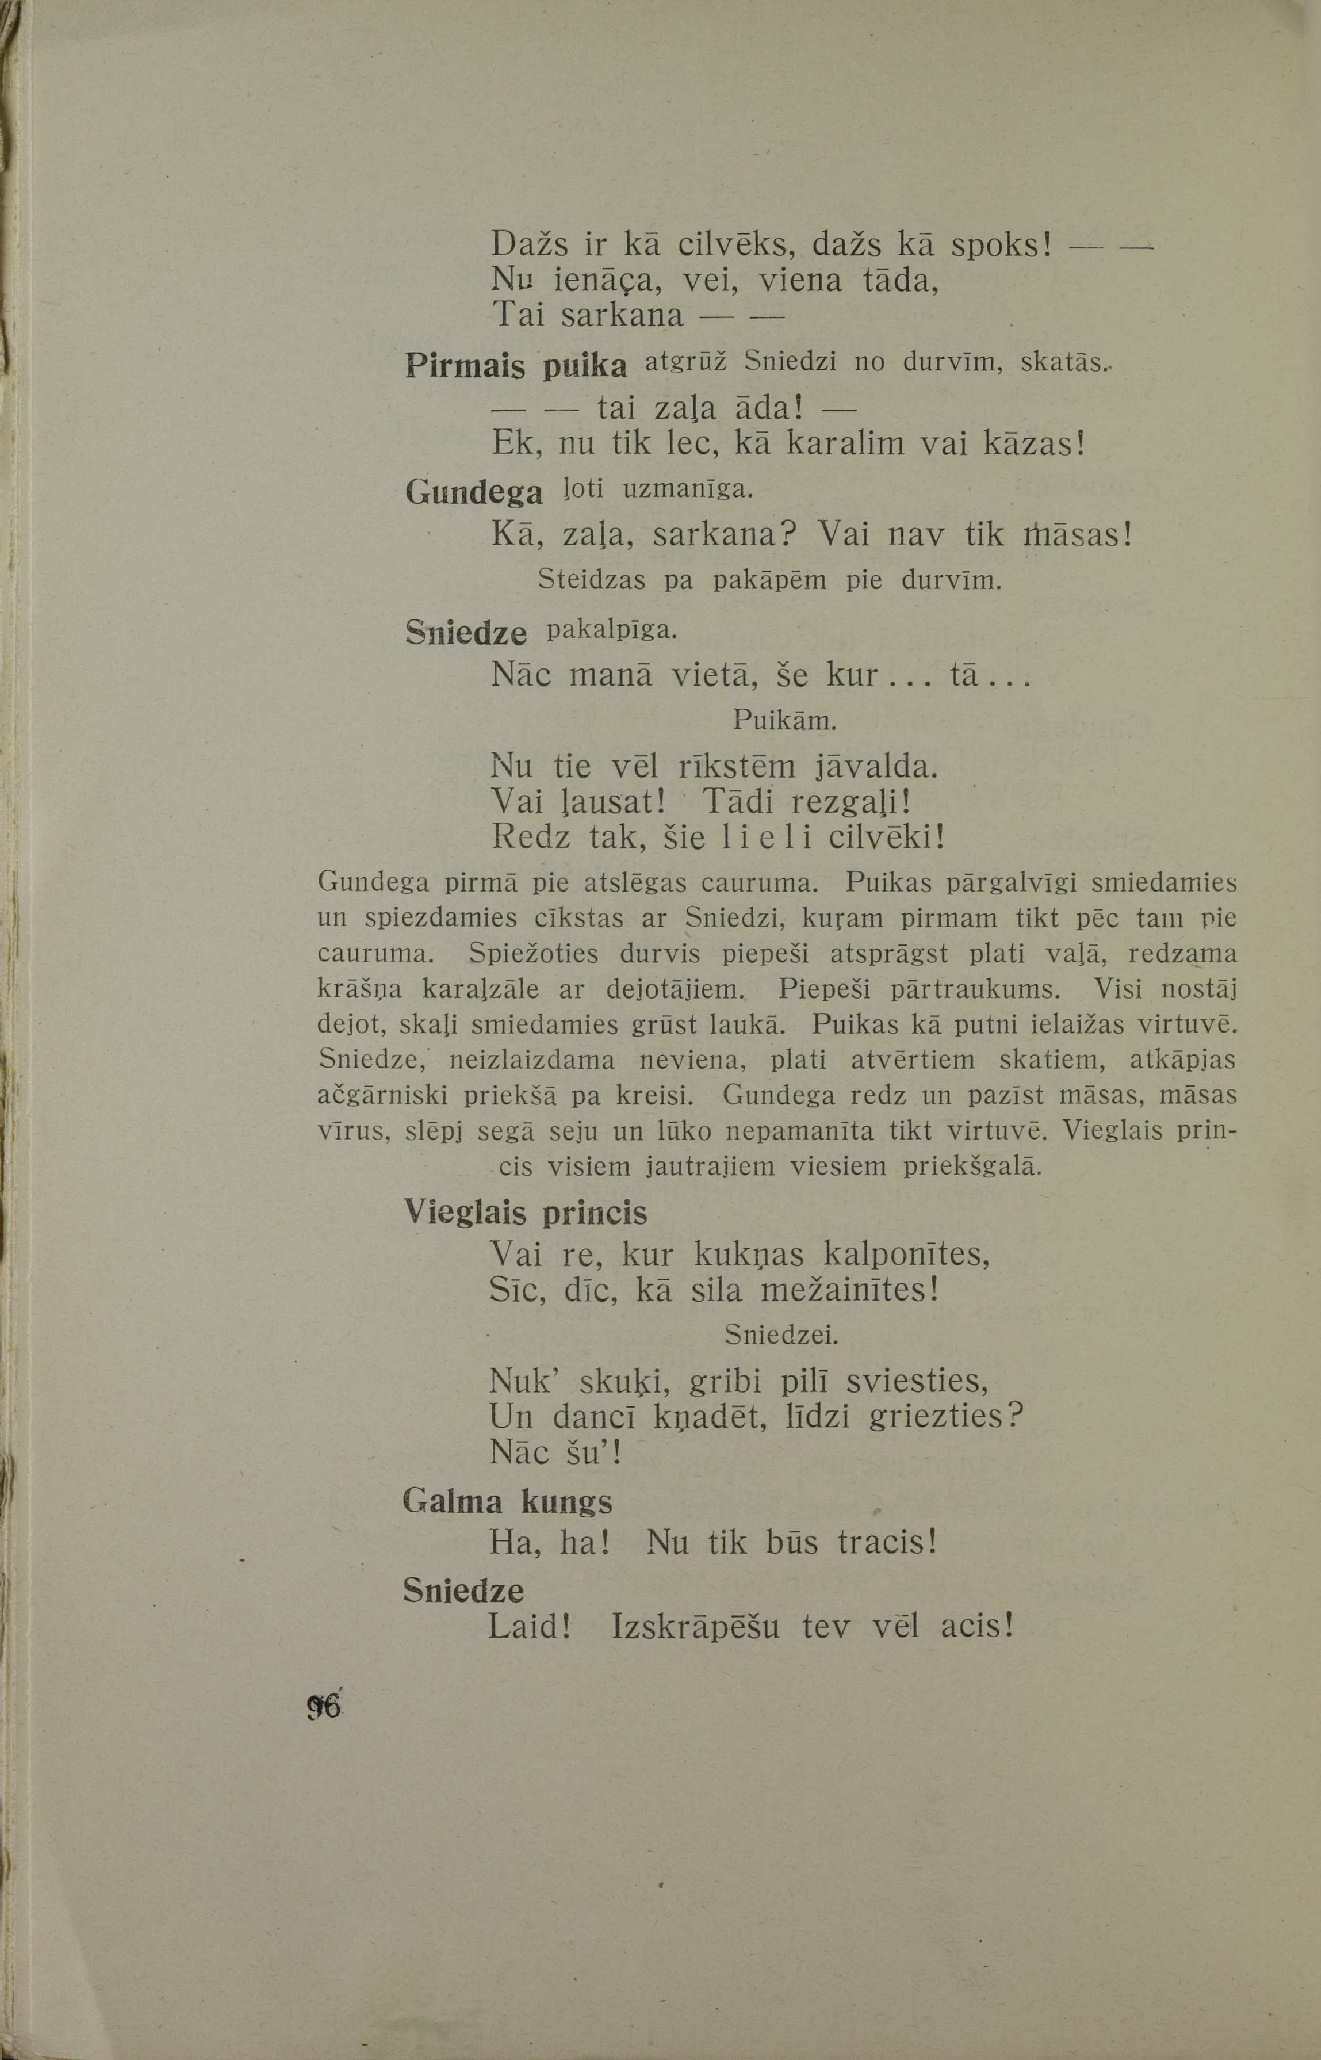 Dažs ir kā cilvēks, dažs kā spoks! — —
Nu ienāça, vei, viena tāda,
Tai sarkana — —
Pirmais puika atgrūž Sniedzi no durvīm, skatās.
— — tai zaļa āda! —
Ek, nu tik lec, kā karalim vai kāzas!
Gundega ļoti uzmanīga.
Kā, zaļa, sarkana? Vai nav tik māsas!
Steidzas pa pakāpēm pie durvīm.
Sniedze pakalpīga.
Nāc manā vietā, še kur... tā...
Puikām.
Nu tie vēl rīkstēm jāvalda.
Vai ļausat! Tādi rezgaļi!
Redz tak, šie lieli cilvēki!
Gundega pirmā pie atslēgas cauruma. Puikas pārgalvīgi smiedamies
un spiezdamies cīkstas ar Sniedzi, kuŗam pirmam tikt pēc tam pie
cauruma. Spiežoties durvis piepeši atsprāgst plati vaļā, redzama
krāšņa karaļzāle ar dejotājiem. Piepeši pārtraukums. Visi nostāj
dejot, skaļi smiedamies grūst laukā. Puikas kā putni ielaižas virtuvē.
Sniedze, neizlaizdama neviena, plati atvērtiem skatiem, atkāpjas
ačgārniski priekšā pa kreisi. Gundega redz un pazīst māsas, māsas
vīrus, slēpj segā seju un lūko nepamanīta tikt virtuvē. Vieglais prin-
cis visiem jautrajiem viesiem priekšgalā.
Vieglais princis
Vai re, kur kukņas kalponītes,
Sīc, dīc, kā sila mežainītes!
Sniedzei.
Nuk’ skuķi, gribi pilī sviesties,
Un dancī kņadēt, līdzi griezties?
Nāc šu’!
Galma kungs
Ha, ha! Nu tik būs tracis!
Sniedze
Laid! Izskrāpēšu tev vēl acis!
96